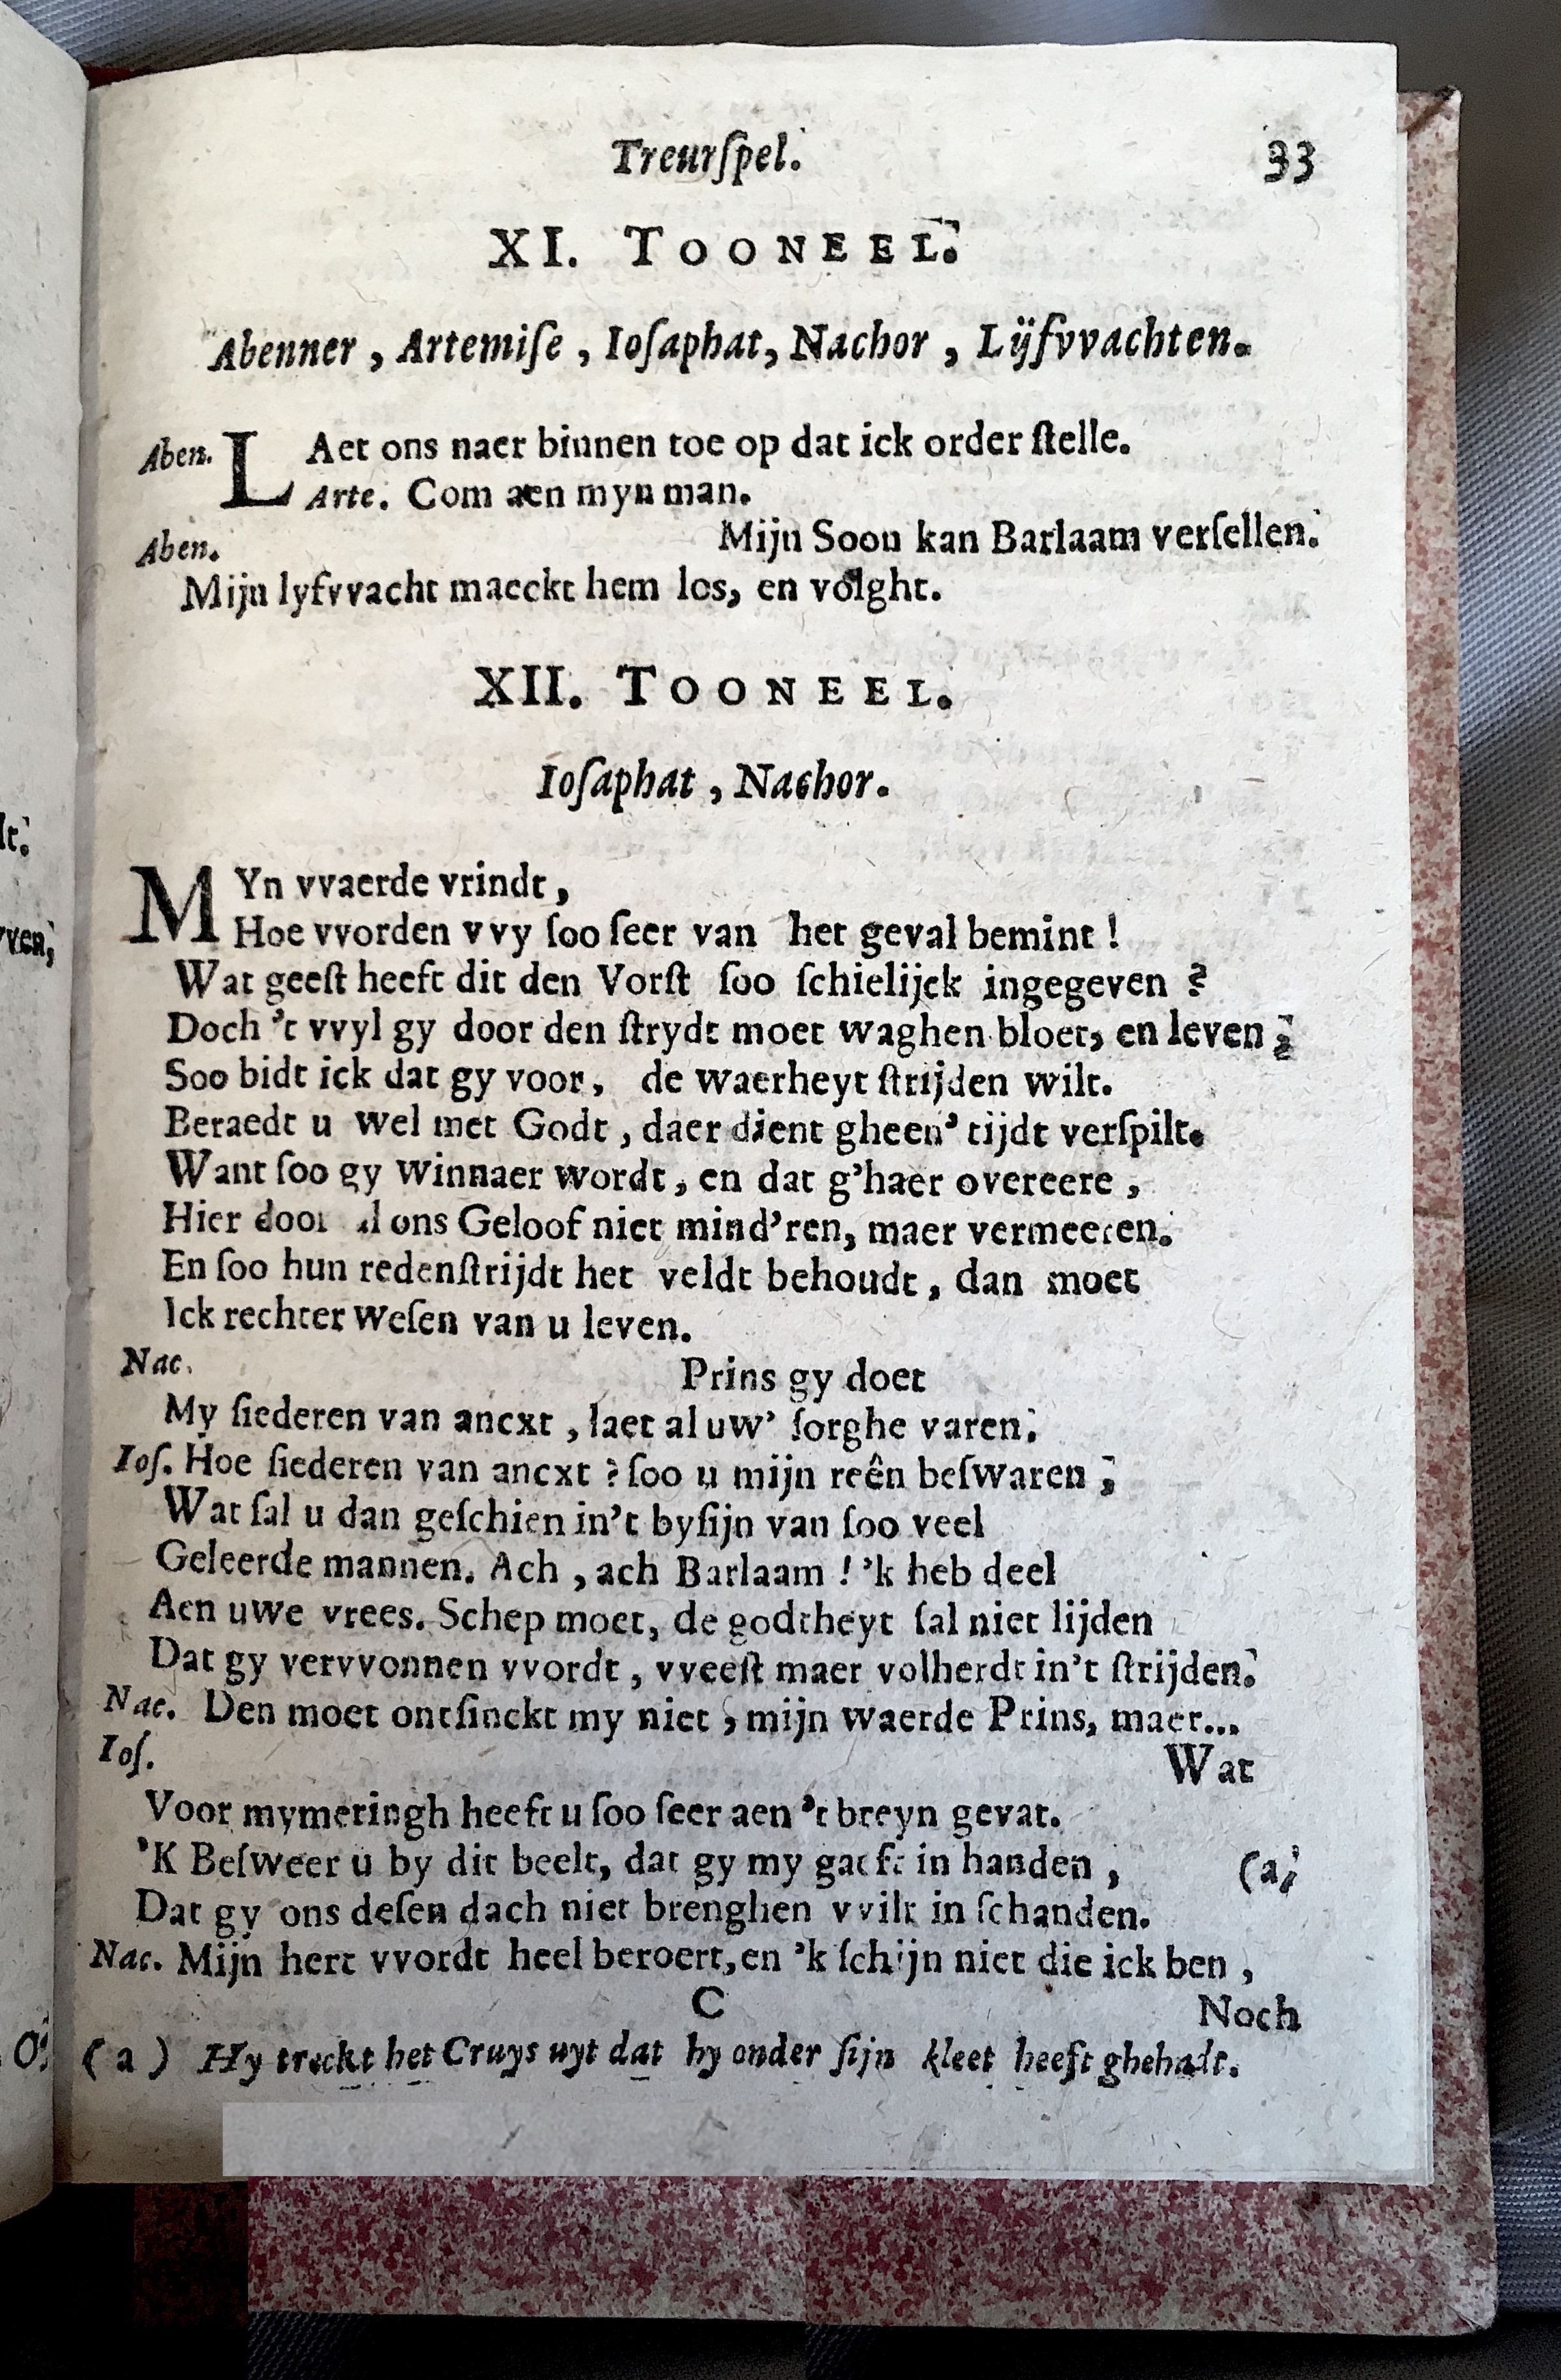 Treurſpel.
33
XI. TOONEEL.
Abenner, Artemiſe, Ioſaphat, Nachor, Lÿfvvachten.
Aben. LAet ons naer binnen toe op dat ick order ſtelle.
Arte. Com aen myn man.
Aben. Mijn Soon kan Barlaam verſellen.
Mijn lyfvvacht maeckt hem los, en volght.
XII. TOONEEL.
Ioſaphat, Nachor.
MYn vvaerde vrindt,
Hoe vvorden vvy ſoo ſeer van het geval bemint!
Wat geeſt heeft dit den Vorſt ſoo ſchielijck ingegeven?
Doch 't vvyl gy door den ſtrydt moet waghen bloet, en leven;
Soo bidt ick dat gy voor, de waerheyt ſtrijden wilt.
Beraedt u wel met Godt, daer dient gheen' tijdt verſpilt.
Want ſoo gy winnaer wordt, en dat g'haer overeere,
Hier door ons Geloof niet mind'ren, maer vermeeren.
En ſoo hun redenſtrijdt het veldt behoudt, dan moet
Ick rechter weſen van u leven.
Nac. Prins gy doet
My ſiederen van ancxt, laet al uw' ſorghe varen.
Ioſ. Hoe ſiederen van ancxt? ſoo u mijn reên beſwaren;
Wat ſal u dan geſchien in't byſijn van ſoo veel
Geleerde mannen. Ach, ach Barlaam! 'k heb deel
Aen uwe vrees. Schep moet, de godtheyt ſal niet lijden
Dat gy vervvonnen vvordt, vveeſt maer volherdt in't ſtrijden.
Nac. Den moet ontſinckt my niet, mijn waerde Prins, maer...
Ioſ. Wat
Voor mymeringh heeft u ſoo ſeer aen 't breyn gevat.
'K Beſweer u by dit beelt, dat gy my gaeft in handen, (a)
Dat gy ons deſen dach niet brenghen vvilt in ſchanden.
Nac. Mijn hert vvordt heel beroert, en 'k ſchijn niet die ick ben,
C
Noch
(a) Hy treckt het Cruys uyt dat hy onder ſijn kleet heeft ghehadt.